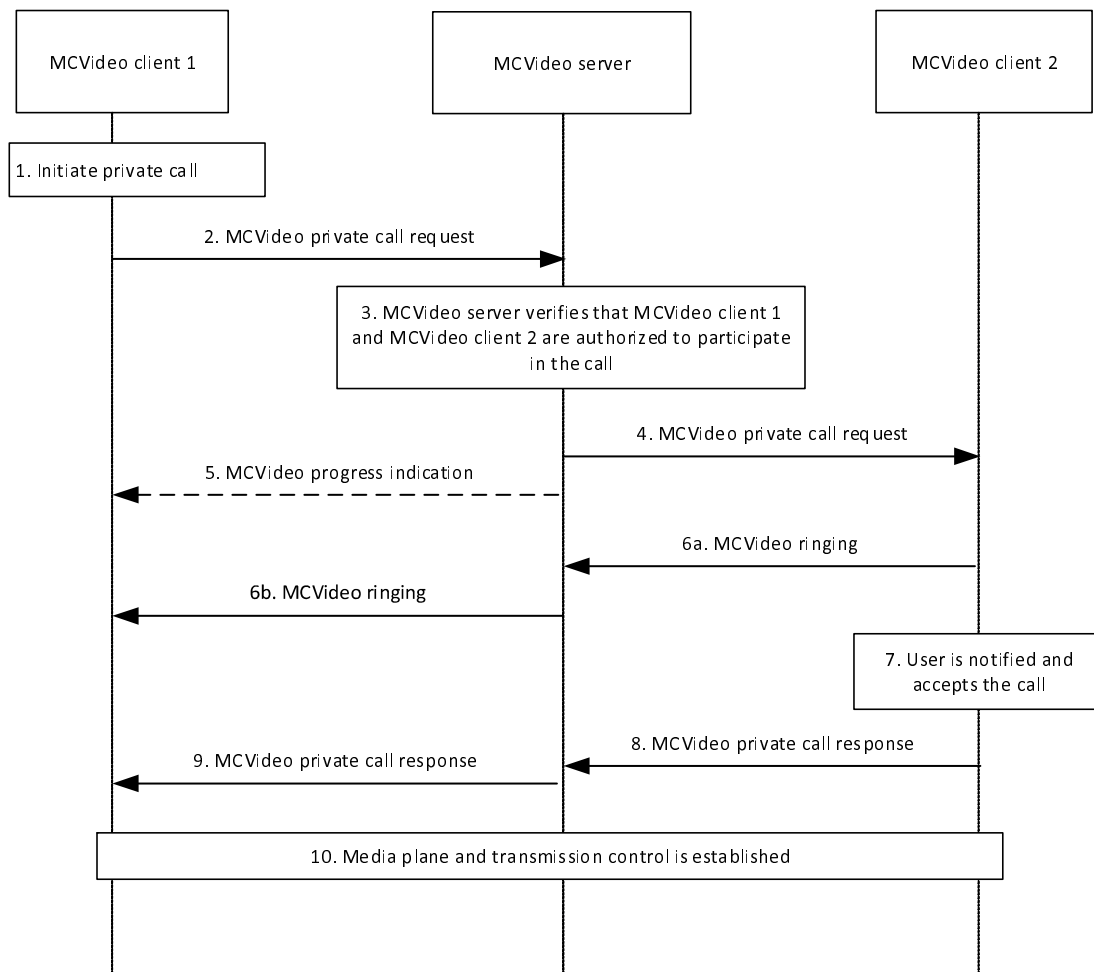 MCVideo client 1
MCVideo server
MCVideo client 2
1. Initiate private call
2. MCVideo private call request
3. MCVideo server verifies that MCVideo client 1
and MCVideo client 2 are authorized to participate
in the call
4. MCVideo private call request
5. MCVideo progress indication
6a. MCVideo ringing
6b. MCVideo ringing
7. User is notified and
accepts the call
8. MCVideo private call response
9. MCVideo private call response
10. Media plane and transmission control is established